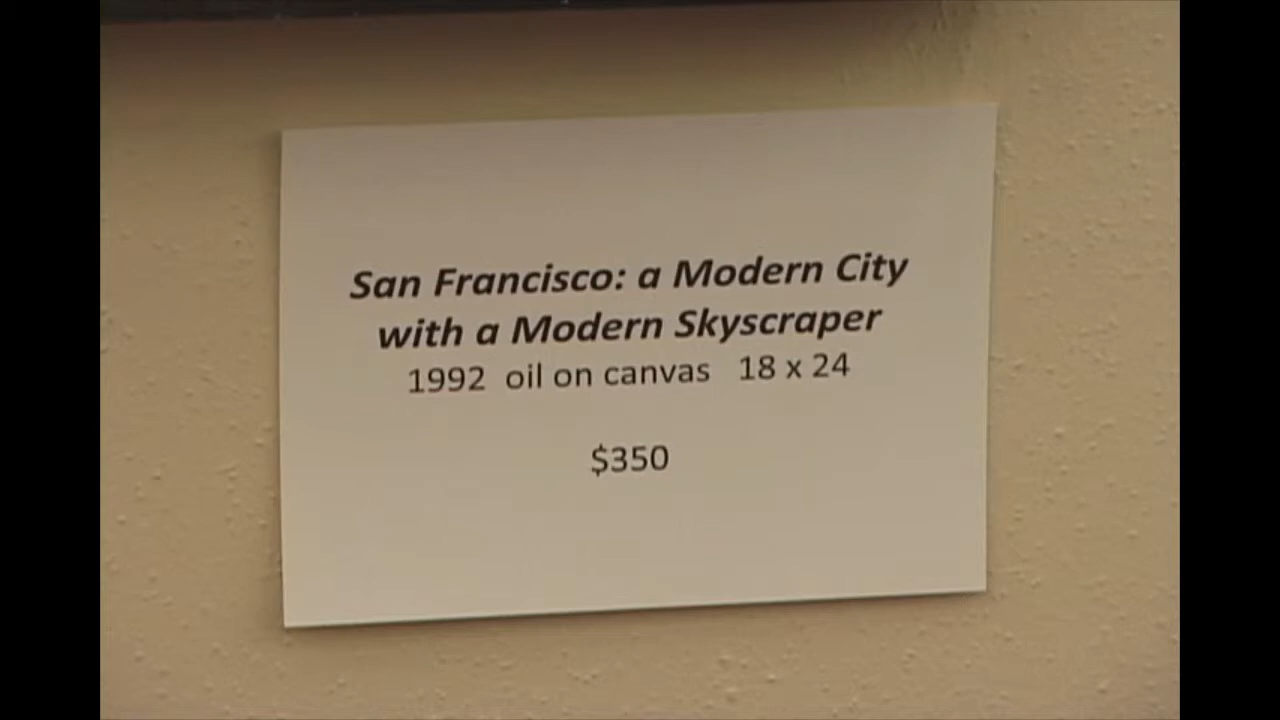 San Francisco: a Modern City
with a Modern Skyscraper
1992 oil on canvas 18 x 24
$350